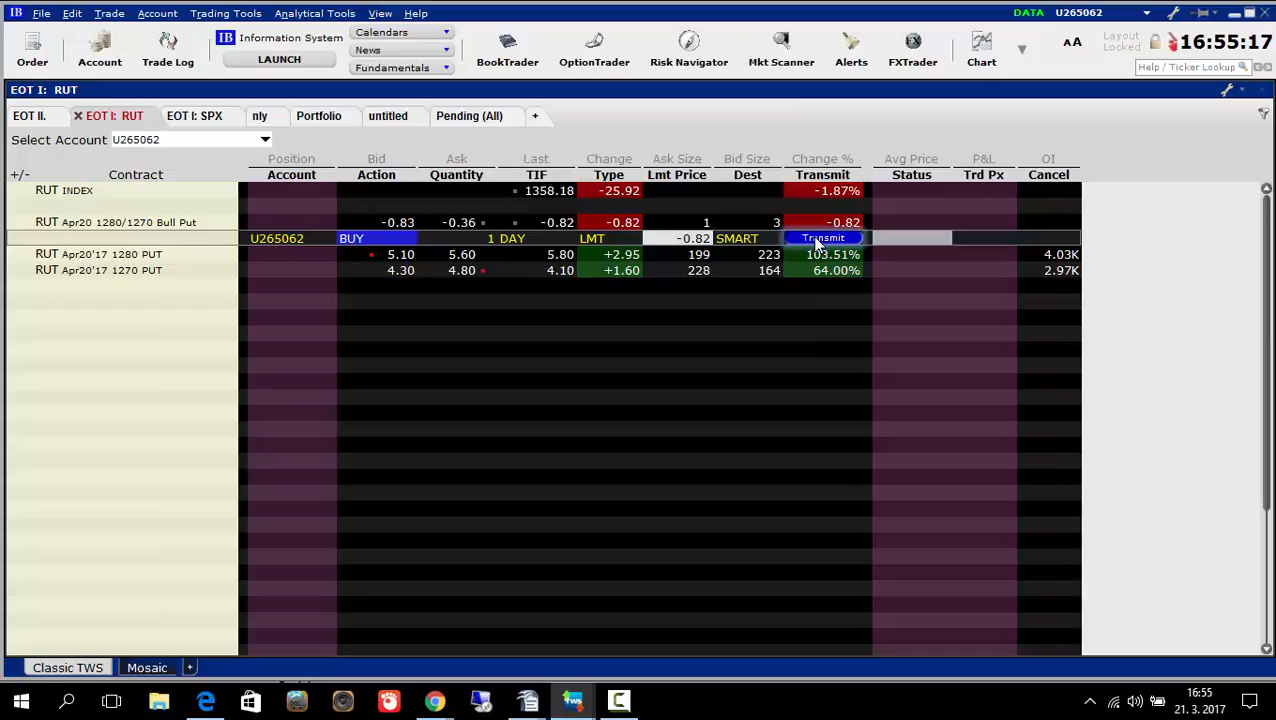 IB File Edit Trade Account Trading Tools Analytical Tools View Help DATA U265062
Order Account Trade Log IB Information System LAUNCH Calendars News Fundamentals BookTrader OptionTrader Risk Navigator Mkt Scanner Alerts FXTrader Chart AA Layout Locked 16:55:17
Help / Ticker Lookup
EOT I: RUT
EOT II. EOT I: RUT EOT I: SPX nly Portfolio untitled Pending (All) +
Select Account U265062
Position Bid Ask Last Change Ask Size Bid Size Change % Avg Price P&L OI
+/- Contract Account Action Quantity TIF Type Lmt Price Dest Transmit Status Trd Px Cancel
RUT INDEX 1358.18 -25.92 -1.87%
RUT Apr20 1280/1270 Bull Put -0.83 -0.36 -0.82 -0.82 1 3 -0.82
U265062 BUY 1 DAY LMT -0.82 SMART Transmit
RUT Apr20'17 1280 PUT 5.10 5.60 5.80 +2.95 199 223 103.51% 4.03K
RUT Apr20'17 1270 PUT 4.30 4.80 4.10 +1.60 228 164 64.00% 2.97K
Classic TWS Mosaic +
TWS
16:55
21. 3. 2017